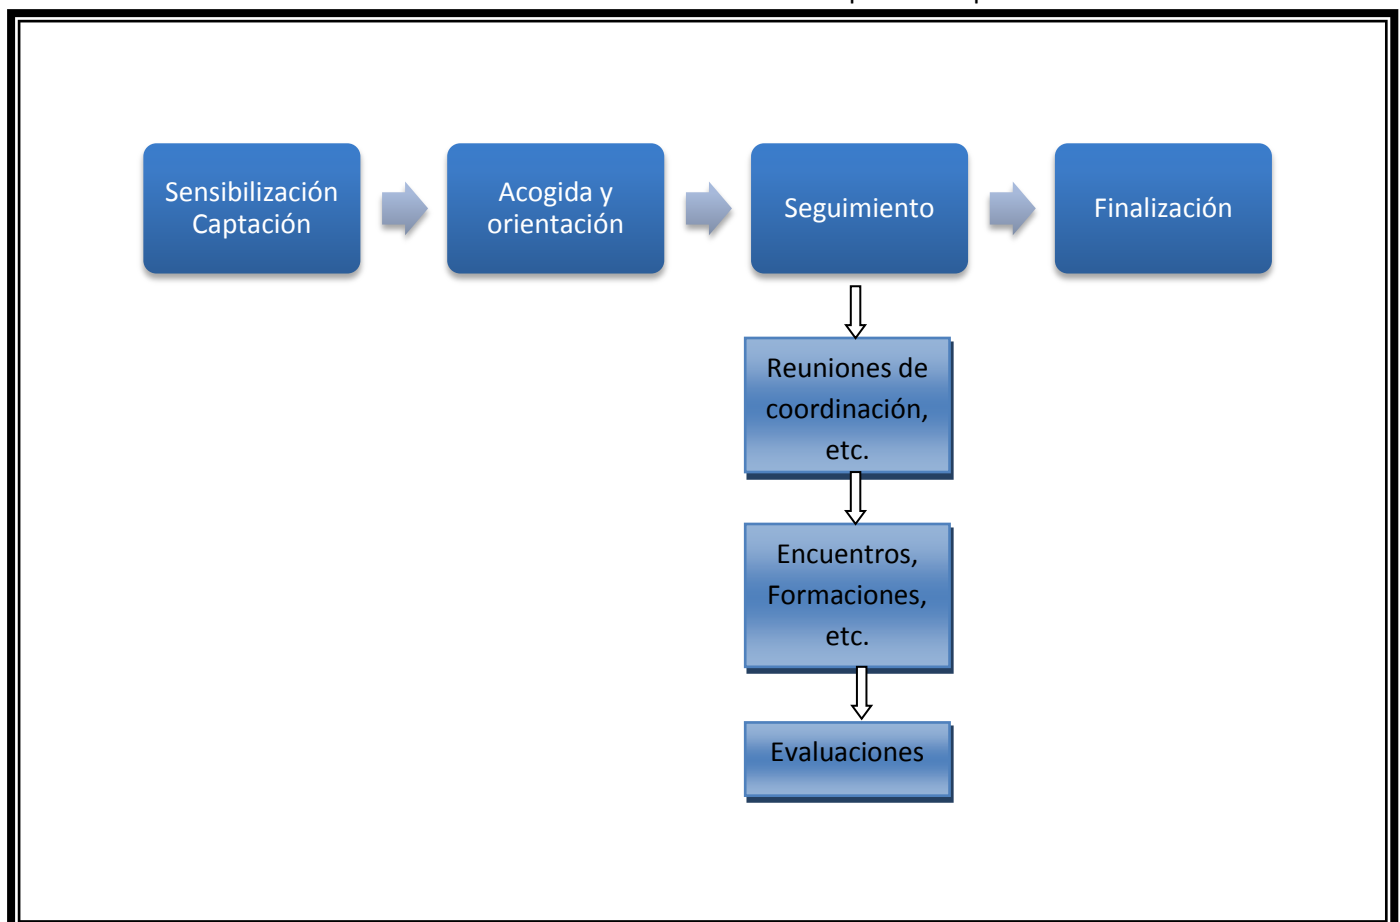 Sensibilización
Captación
Acogida y
orientación
Seguimiento
Finalización
Reuniones de
coordinación,
etc.
Encuentros,
Formaciones,
etc.
Evaluaciones